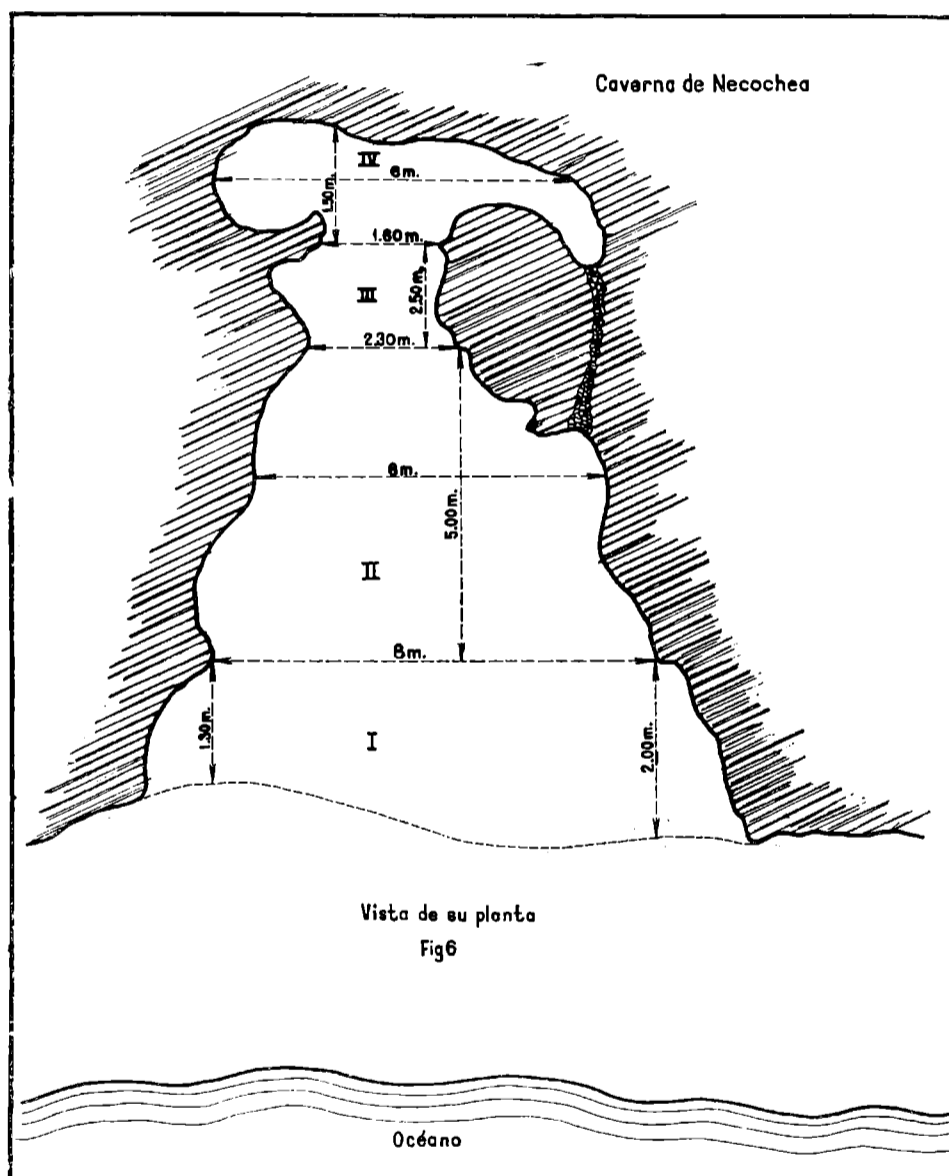 Caverna de Necochea
IV
6m.
1.50m.
1.60m.
III
2.50m.
2.30m.
6m.
5.00m.
II
8m.
1.30m.
I
2.00m.
Vista de su planta
Fig6
Océano